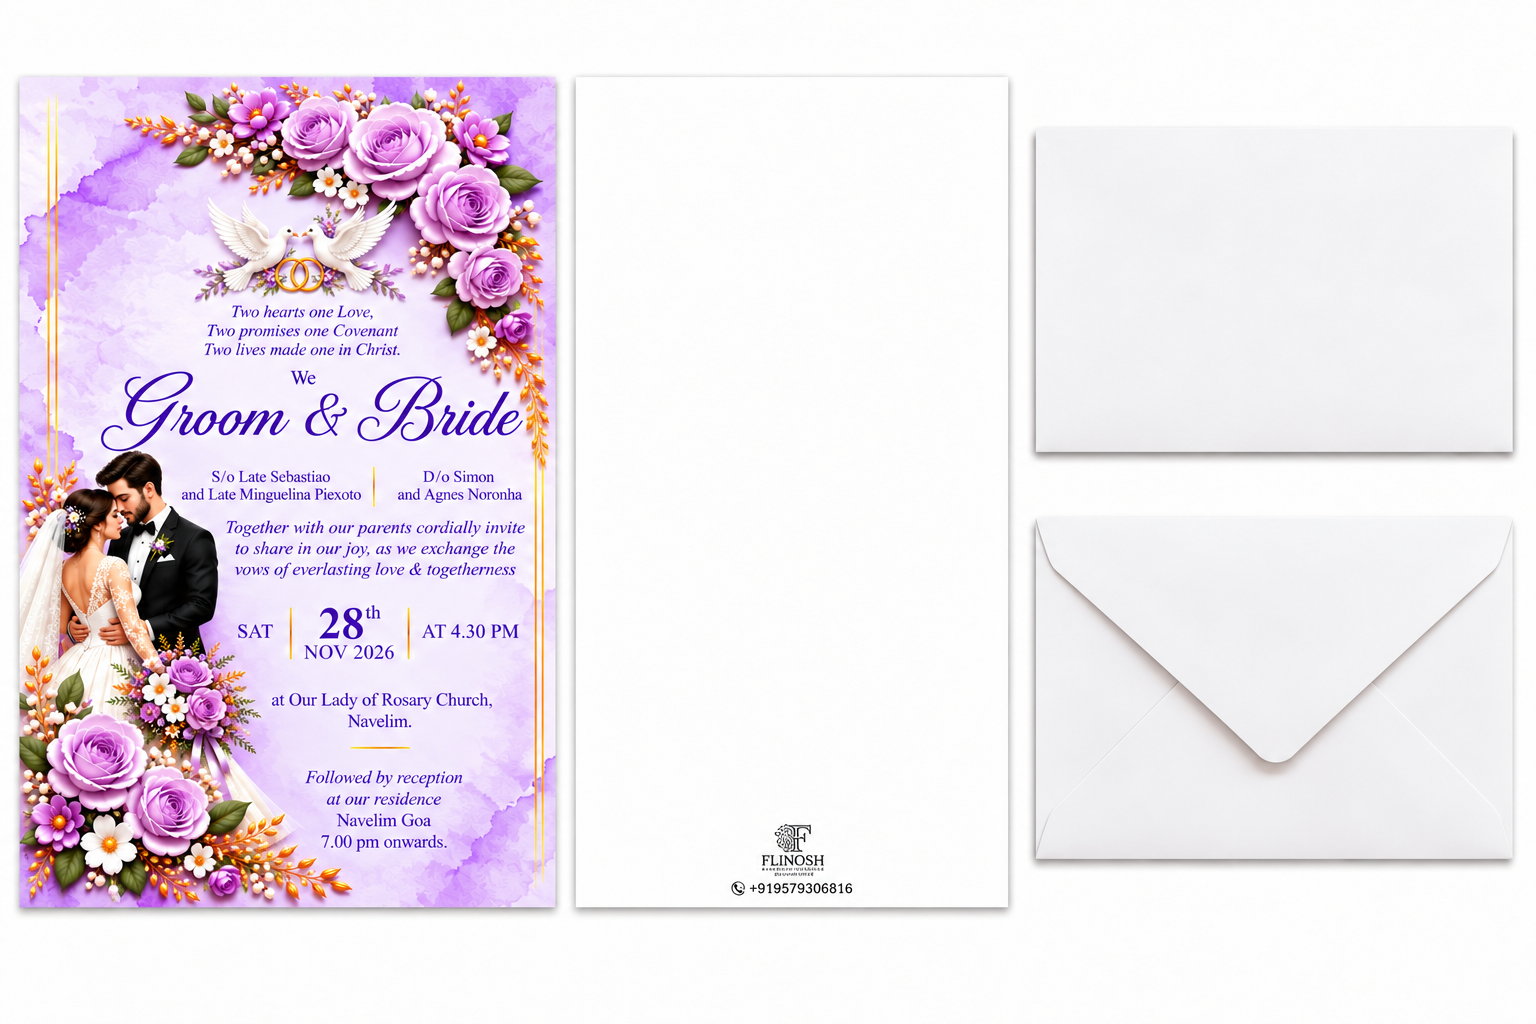 Two hearts one Love,
Two promises one Covenant
Two lives made one in Christ.
We
Groom & Bride
S/o Late Sebastiao
and Late Minguelina Piexoto
D/o Simon
and Agnes Noronha
Together with our parents cordially invite
to share in our joy, as we exchange the
vows of everlasting love & togetherness
SAT
28th
NOV 2026
AT 4.30 PM
at Our Lady of Rosary Church,
Navelim.
Followed by reception
at our residence
Navelim Goa
7.00 pm onwards.
F
FLINOSH
+919579306816